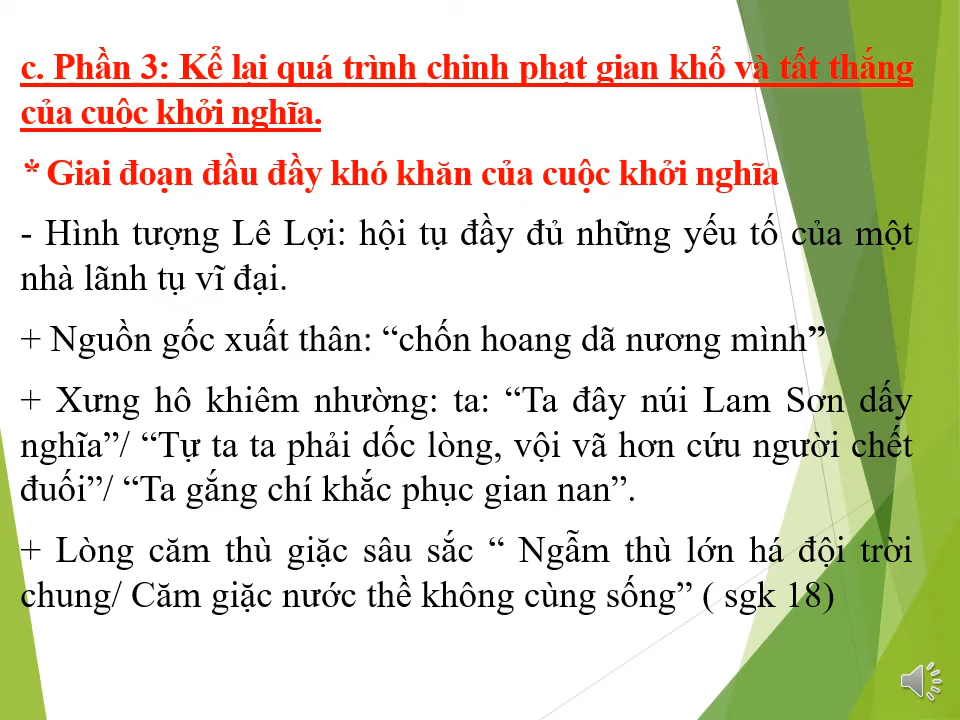 c. Phần 3: Kể lại quá trình chinh phạt gian khổ và tất thắng
của cuộc khởi nghĩa.
* Giai đoạn đầu đầy khó khăn của cuộc khởi nghĩa
- Hình tượng Lê Lợi: hội tụ đầy đủ những yếu tố của một
nhà lãnh tụ vĩ đại.
+ Nguồn gốc xuất thân: “chốn hoang dã nương mình”
+ Xưng hô khiêm nhường: ta: “Ta đây núi Lam Sơn dấy
nghĩa”/ “Tự ta ta phải dốc lòng, vội vã hơn cứu người chết
đuối”/ “Ta gắng chí khắc phục gian nan”.
+ Lòng căm thù giặc sâu sắc “ Ngẫm thù lớn há đội trời
chung/ Căm giặc nước thề không cùng sống” ( sgk 18)